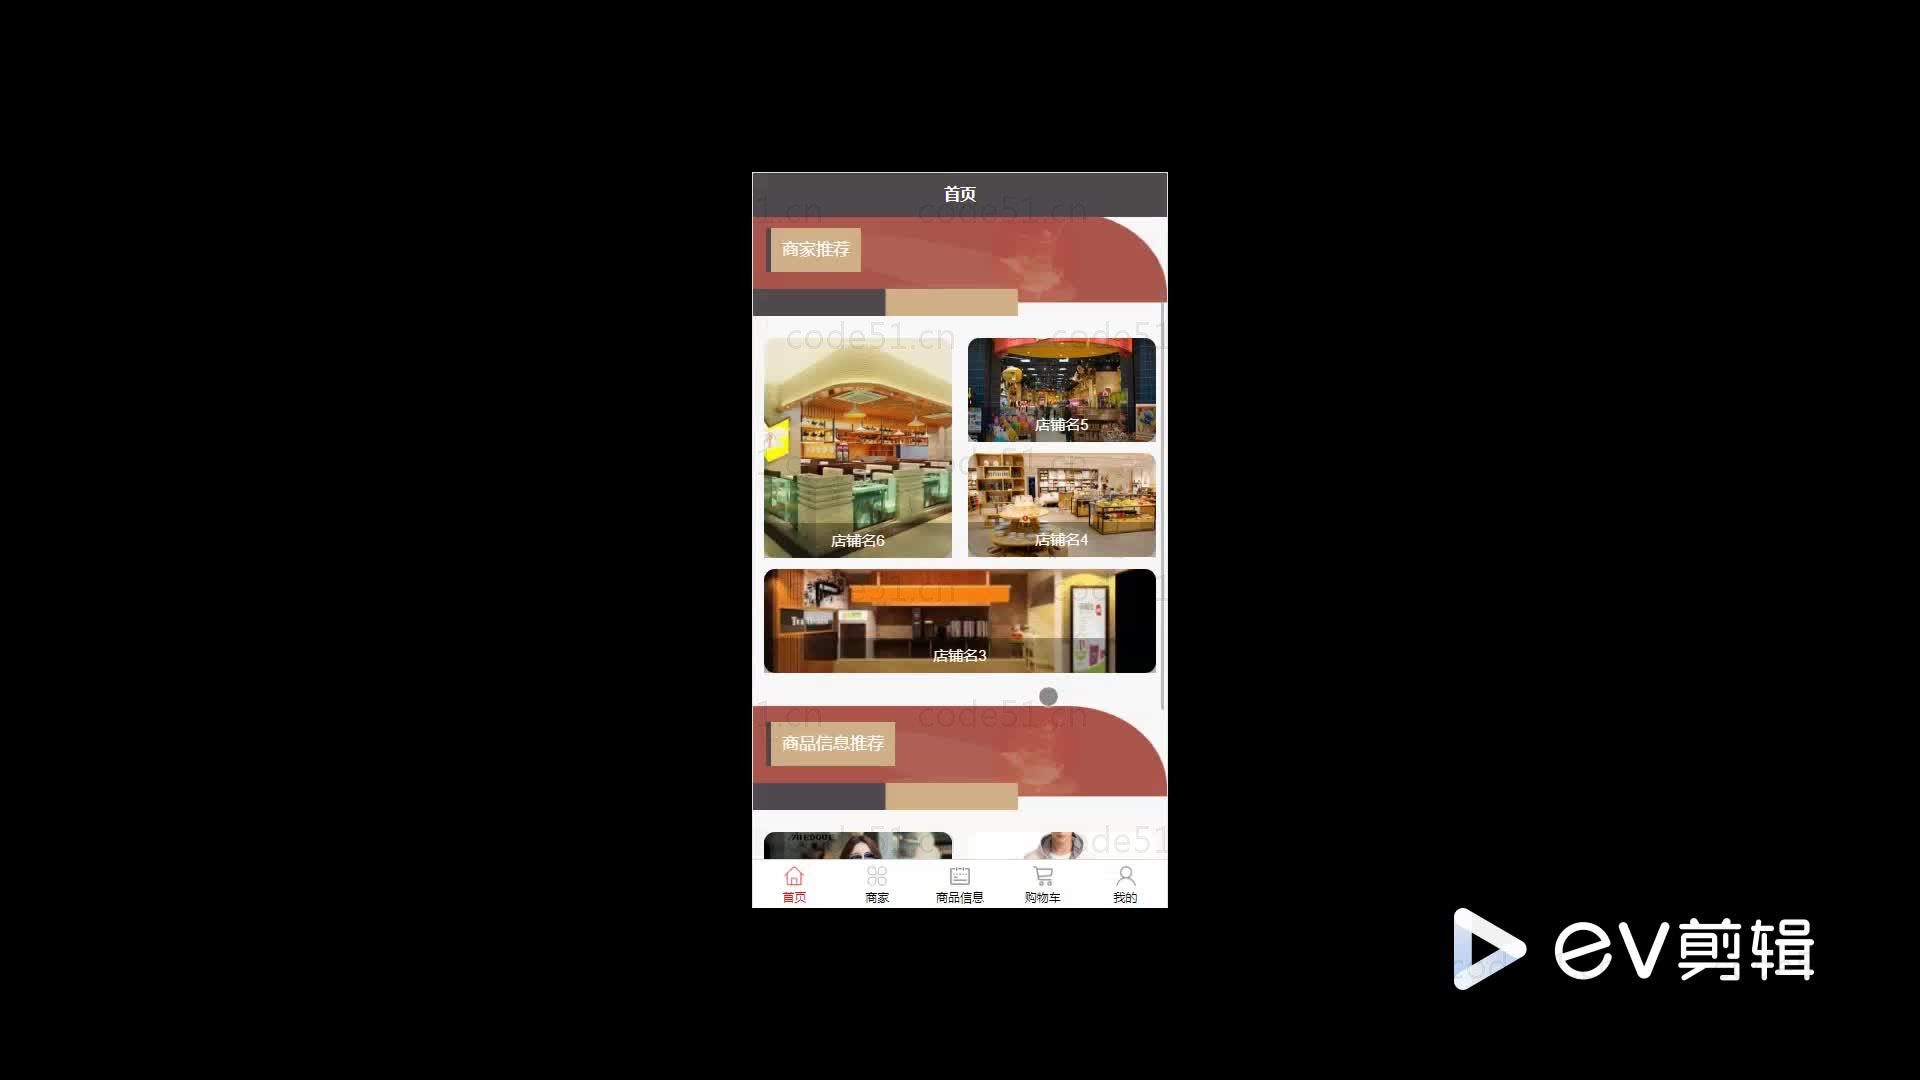 首页
商家推荐
code51.cn
店铺名5
店铺名6
店铺名4
店铺名3
code51.cn
商品信息推荐
首页
商家
商品信息
购物车
我的
ev剪辑